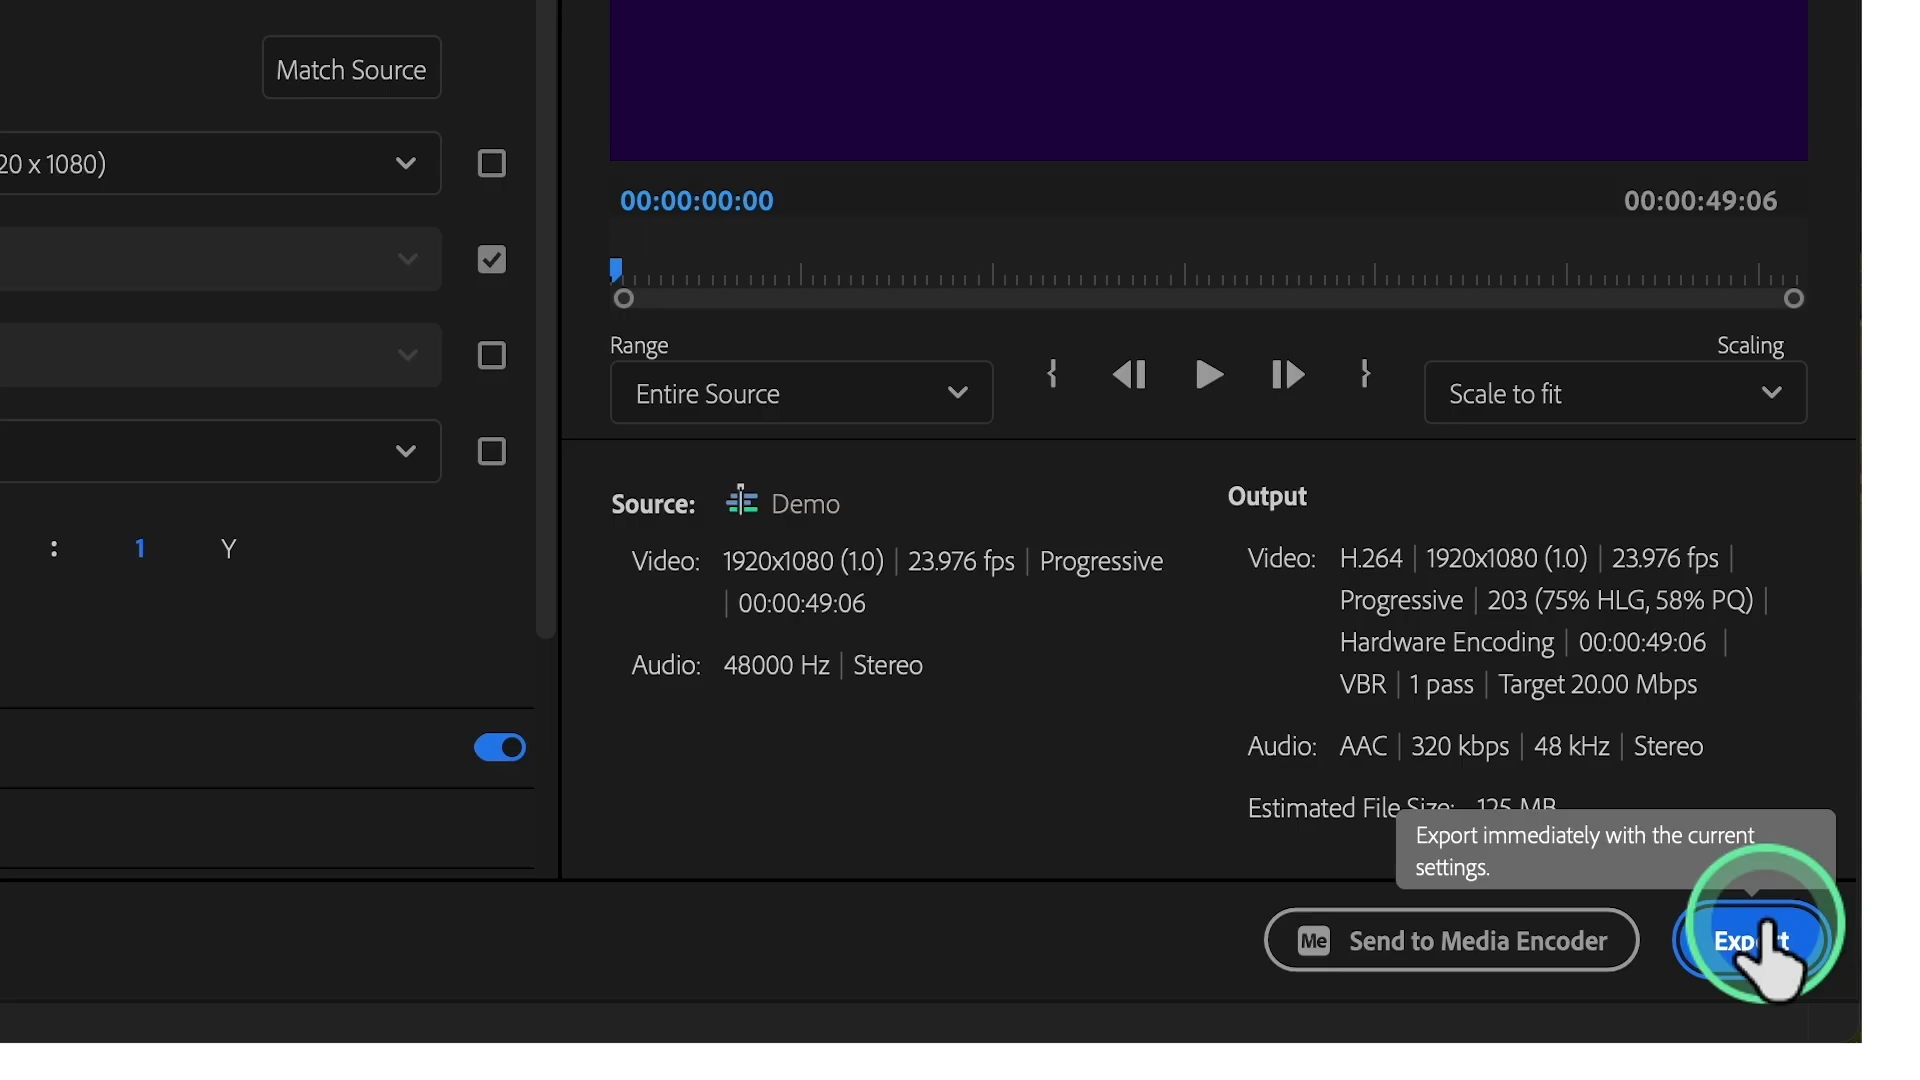 Match Source
20 x 1080)
: 1 Y
00:00:00:00
00:00:49:06
Range
Entire Source
Scaling
Scale to fit
Source: Demo
Video: 1920x1080 (1.0) | 23.976 fps | Progressive
| 00:00:49:06
Audio: 48000 Hz | Stereo
Output
Video: H.264 | 1920x1080 (1.0) | 23.976 fps |
Progressive | 203 (75% HLG, 58% PQ) |
Hardware Encoding | 00:00:49:06 |
VBR | 1 pass | Target 20.00 Mbps
Audio: AAC | 320 kbps | 48 kHz | Stereo
Estimated File Size: 125 MB
Export immediately with the current
settings.
Me Send to Media Encoder
Export